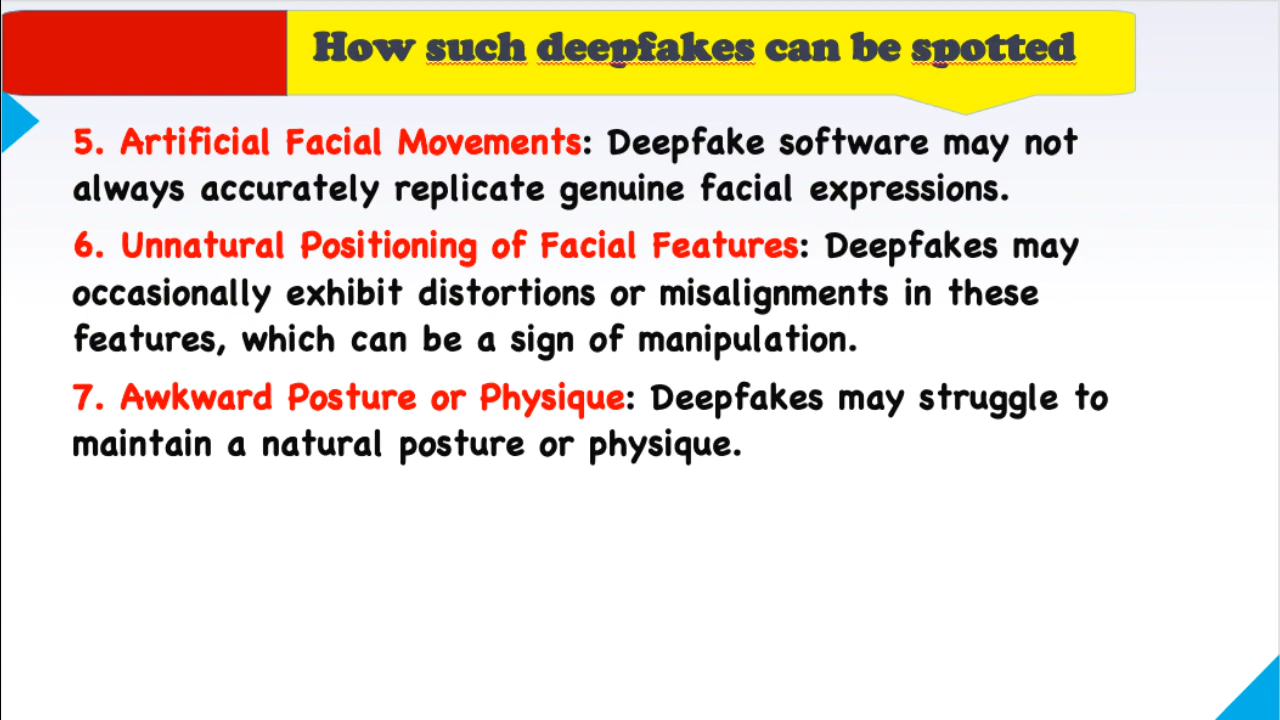 How such deepfakes can be spotted
5. Artificial Facial Movements: Deepfake software may not
always accurately replicate genuine facial expressions.
6. Unnatural Positioning of Facial Features: Deepfakes may
occasionally exhibit distortions or misalignments in these
features, which can be a sign of manipulation.
7. Awkward Posture or Physique: Deepfakes may struggle to
maintain a natural posture or physique.